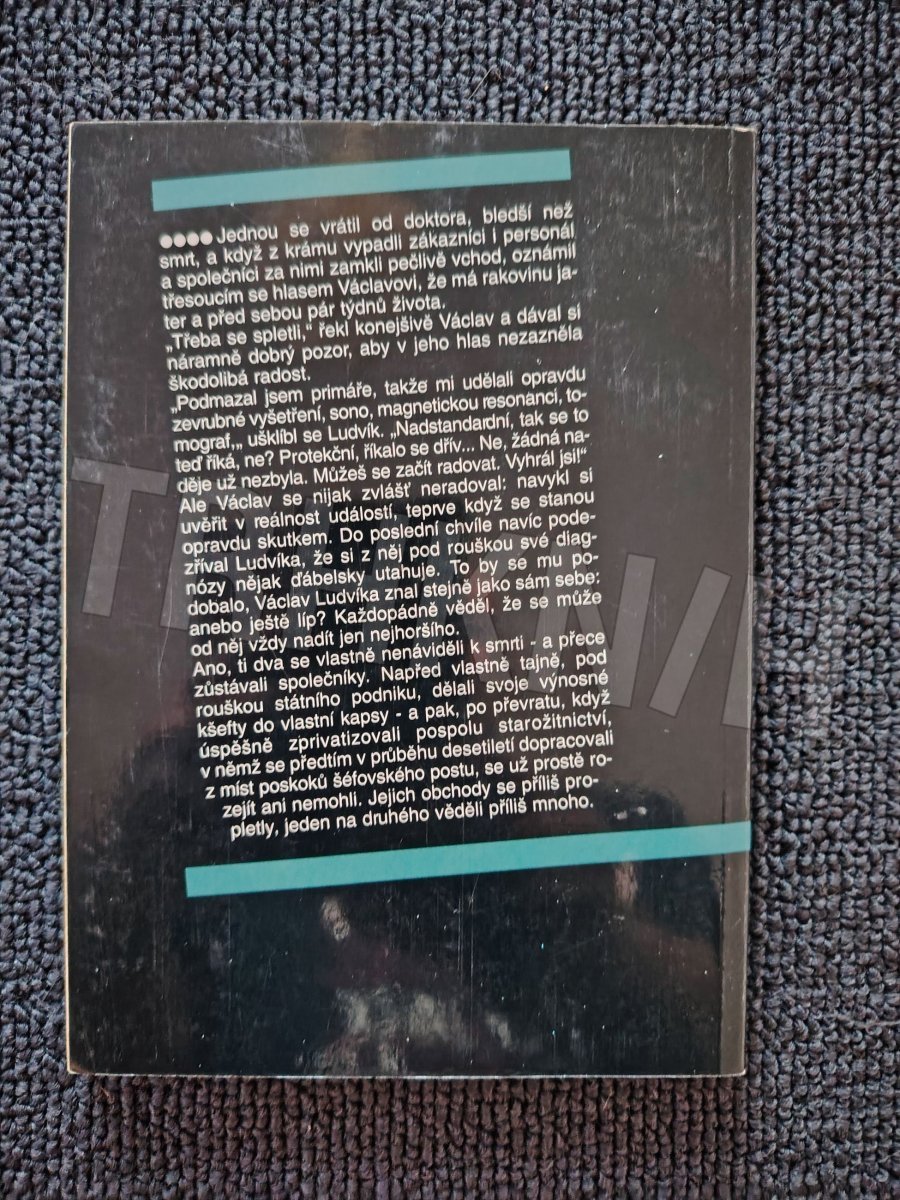 ●●●● Jednou se vrátil od doktora, bledší než
smrt, a když z krámu vypadli zákazníci i personál
a společníci za nimi zamkli pečlivě vchod, oznámil
třesoucím se hlasem Václavovi, že má rakovinu ja-
ter a před sebou pár týdnů života.
„Třeba se spletli,“ řekl konejšivě Václav a dával si
náramně dobrý pozor, aby v jeho hlas nezazněla
škodolibá radost.
„Podmazal jsem primáře, takže mi udělali opravdu
zevrubné vyšetření, sono, magnetickou resonanci, to-
mograf,„ ušklíbl se Ludvík. „Nadstandardní, tak se to
teď říká, ne? Protekční, říkalo se dřív... Ne, žádná na-
děje už nezbyla. Můžeš se začít radovat. Vyhrál jsi!“
Ale Václav se nijak zvlášť neradoval: navykl si
uvěřit v reálnost událostí, teprve když se stanou
opravdu skutkem. Do poslední chvíle navíc pode-
zříval Ludvíka, že si z něj pod rouškou své diag-
nózy nějak ďábelsky utahuje. To by se mu po-
dobalo, Václav Ludvíka znal stejně jako sám sebe:
anebo ještě líp? Každopádně věděl, že se může
od něj vždy nadít jen nejhoršího.
Ano, ti dva se vlastně nenáviděli k smrti - a přece
zůstávali společníky. Napřed vlastně tajně, pod
rouškou státního podniku, dělali svoje výnosné
kšefty do vlastní kapsy - a pak, po převratu, když
úspěšně zprivatizovali pospolu starožitnictví,
v němž se předtím v průběhu desetiletí dopracovali
z míst poskoků šéfovského postu, se už prostě ro-
zejít ani nemohli. Jejich obchody se příliš pro-
pletly, jeden na druhého věděli příliš mnoho.